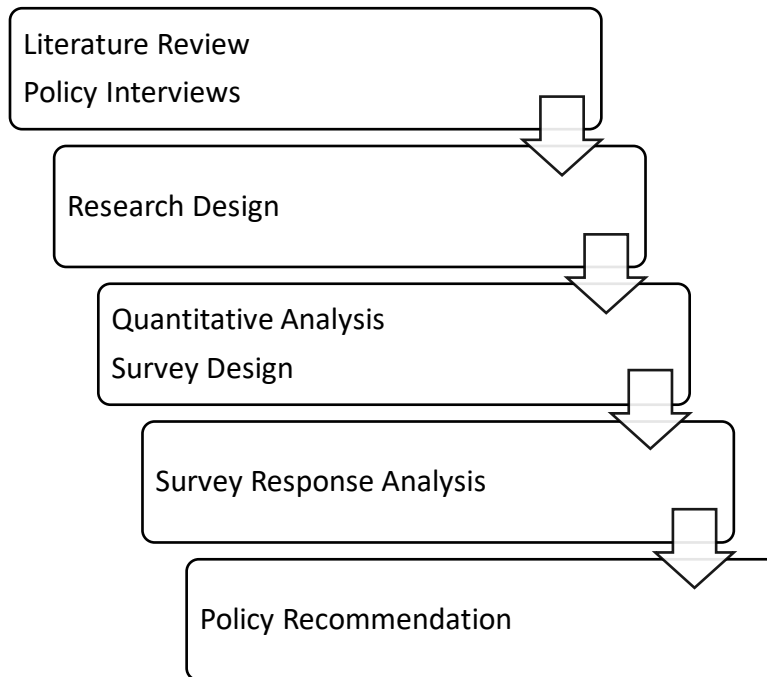 Literature Review
Policy Interviews
Research Design
Quantitative Analysis
Survey Design
Survey Response Analysis
Policy Recommendation